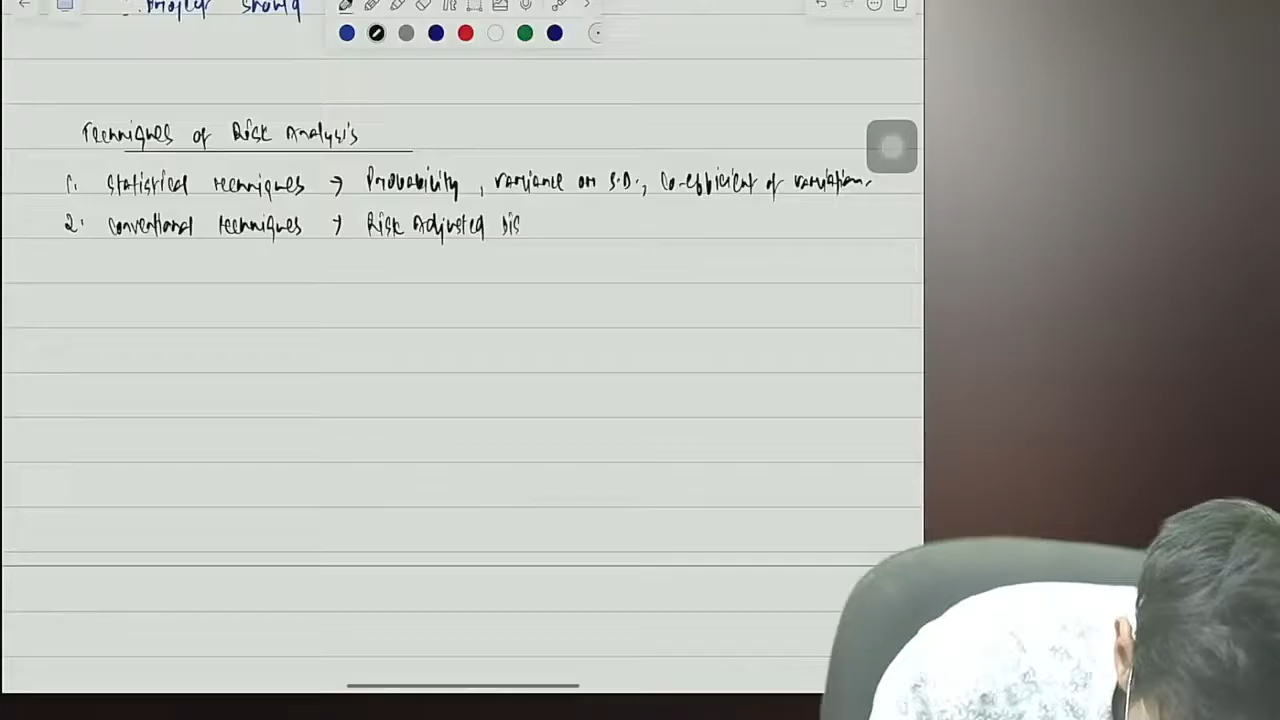 ∴ Project should
Techniques of Risk Analysis
1. Statistical techniques → Probability, variance or S.D., Co-efficient of variation.
2. Conventional techniques → Risk Adjusted Dis